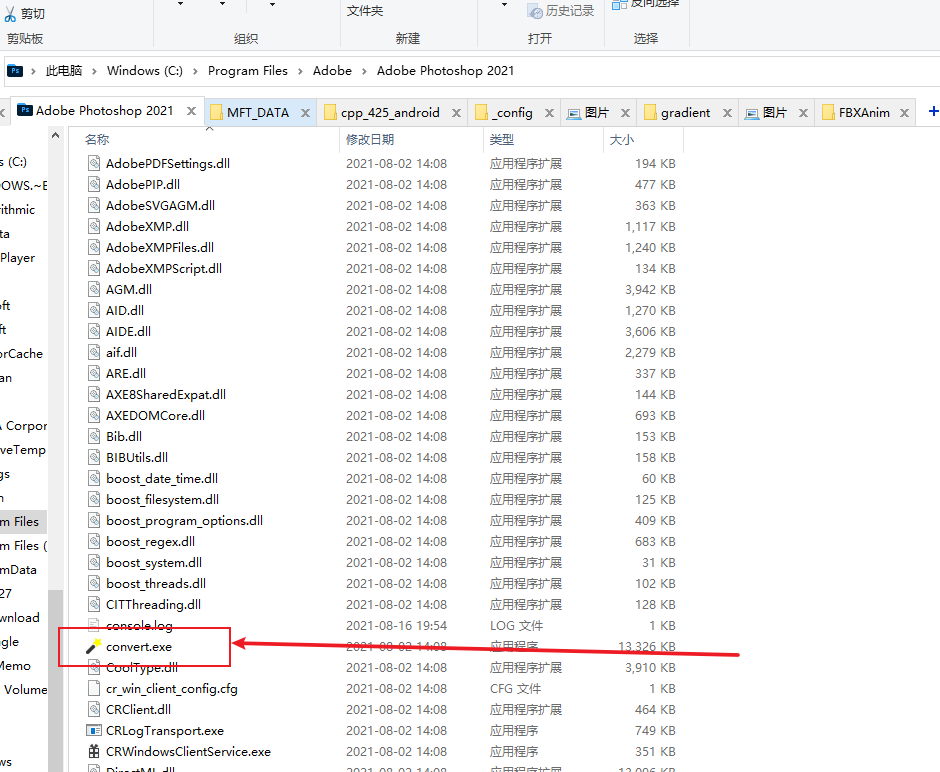 剪切
文件夹
历史记录
反向选择
剪贴板
组织
新建
打开
选择
此电脑 Windows (C:) Program Files Adobe Adobe Photoshop 2021
Adobe Photoshop 2021 MFT_DATA cpp_425_android _config 图片 gradient 图片 FBXAnim
名称 修改日期 类型 大小
AdobePDFSettings.dll 2021-08-02 14:08 应用程序扩展 194 KB
AdobePIP.dll 2021-08-02 14:08 应用程序扩展 477 KB
AdobeSVGAGM.dll 2021-08-02 14:08 应用程序扩展 363 KB
AdobeXMP.dll 2021-08-02 14:08 应用程序扩展 1,117 KB
AdobeXMPFiles.dll 2021-08-02 14:08 应用程序扩展 1,240 KB
AdobeXMPScript.dll 2021-08-02 14:08 应用程序扩展 134 KB
AGM.dll 2021-08-02 14:08 应用程序扩展 3,942 KB
AID.dll 2021-08-02 14:08 应用程序扩展 1,270 KB
AIDE.dll 2021-08-02 14:08 应用程序扩展 3,606 KB
aif.dll 2021-08-02 14:08 应用程序扩展 2,279 KB
ARE.dll 2021-08-02 14:08 应用程序扩展 337 KB
AXE8SharedExpat.dll 2021-08-02 14:08 应用程序扩展 144 KB
AXEDOMCore.dll 2021-08-02 14:08 应用程序扩展 693 KB
Bib.dll 2021-08-02 14:08 应用程序扩展 153 KB
BIBUtils.dll 2021-08-02 14:08 应用程序扩展 158 KB
boost_date_time.dll 2021-08-02 14:08 应用程序扩展 60 KB
boost_filesystem.dll 2021-08-02 14:08 应用程序扩展 125 KB
boost_program_options.dll 2021-08-02 14:08 应用程序扩展 409 KB
boost_regex.dll 2021-08-02 14:08 应用程序扩展 683 KB
boost_system.dll 2021-08-02 14:08 应用程序扩展 31 KB
boost_threads.dll 2021-08-02 14:08 应用程序扩展 102 KB
CITThreading.dll 2021-08-02 14:08 应用程序扩展 128 KB
console.log 2021-08-16 19:54 LOG 文件 1 KB
convert.exe 2021-08-02 14:08 应用程序 13,326 KB
CoolType.dll 2021-08-02 14:08 应用程序扩展 3,910 KB
cr_win_client_config.cfg 2021-08-02 14:08 CFG 文件 1 KB
CRClient.dll 2021-08-02 14:08 应用程序扩展 464 KB
CRLogTransport.exe 2021-08-02 14:08 应用程序 749 KB
CRWindowsClientService.exe 2021-08-02 14:08 应用程序 351 KB
DirectML.dll 2021-08-02 14:08 应用程序扩展 13,096 KB
s (C:)
OWS.~B
rithmic
ta
Player
oft
ft
orCache
an
A Corpor
veTemp
gs
n
m Files
m Files (
mData
27
wnload
gle
Memo
Volume
ws